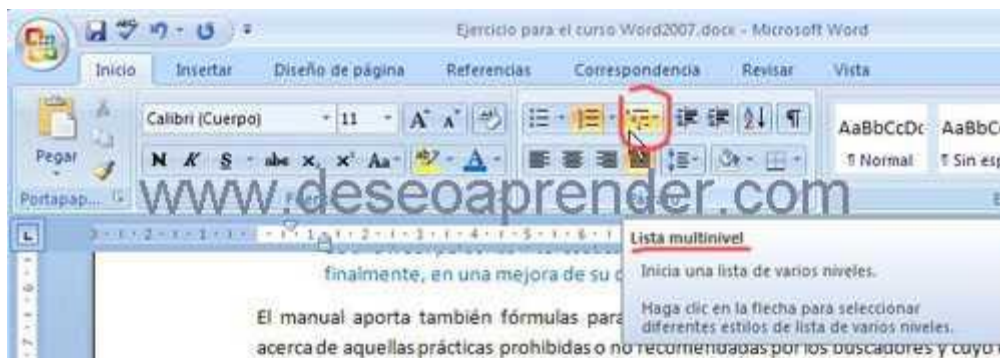 Ejercicio para el curso Word2007.docx - Microsoft Word
Inicio Insertar Diseño de página Referencias Correspondencia Revisar Vista
Calibri (Cuerpo) 11 A A
AaBbCcDc AaBbC
Pegar
N K S abc x, x² Aa A
¶ Normal ¶ Sin esp
Portapap...
www.deseoaprender.com
Lista multinivel
finalmente, en una mejora de su
Inicia una lista de varios niveles.
Haga clic en la flecha para seleccionar
diferentes estilos de lista de varios niveles.
El manual aporta también fórmulas para
acerca de aquellas prácticas prohibidas o no recomendadas por los buscadores y cuyo